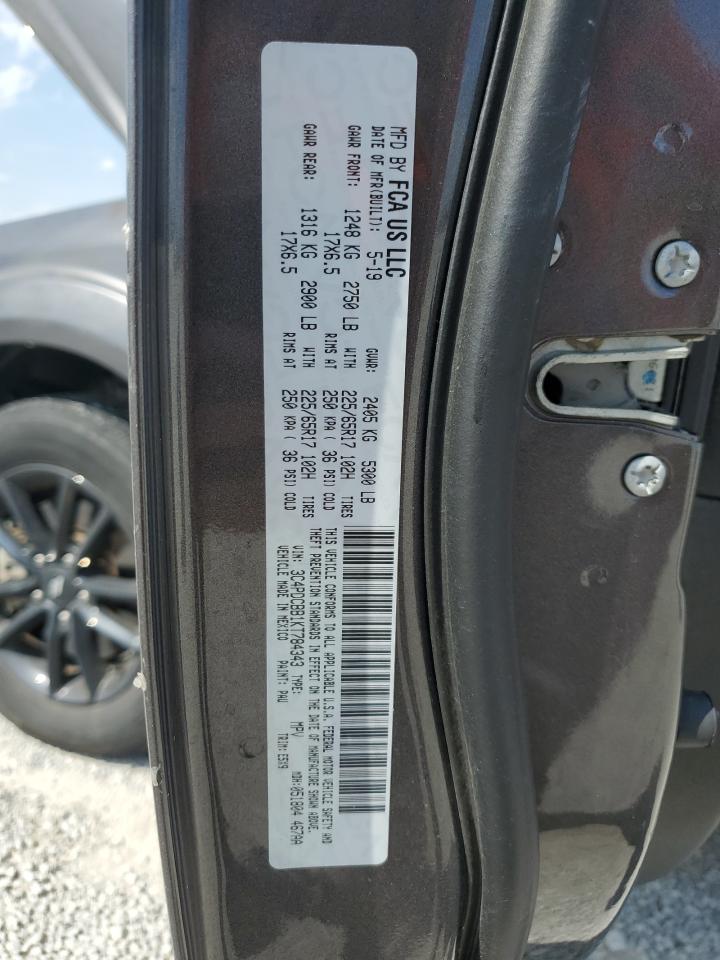 MFD BY FCA US LLC
DATE OF MFR(BUILT): 5-19 GVWR: 2405 KG 5300 LB
GAWR FRONT: 1248 KG 2750 LB WITH 225/65R17 102H TIRES
17X6.5 RIMS AT 250 KPA ( 36 PSI) COLD
GAWR REAR: 1316 KG 2900 LB WITH 225/65R17 102H TIRES
17X6.5 RIMS AT 250 KPA ( 36 PSI) COLD
THIS VEHICLE CONFORMS TO ALL APPLICABLE U.S.A. FEDERAL MOTOR VEHICLE SAFETY AND
THEFT PREVENTION STANDARDS IN EFFECT ON THE DATE OF MANUFACTURE SHOWN ABOVE.
VIN: 3C4PDCBB1KT784343 TYPE: MPV MDH:051804 467AA
VEHICLE MADE IN MEXICO PAINT: PAU TRIM: E5X9